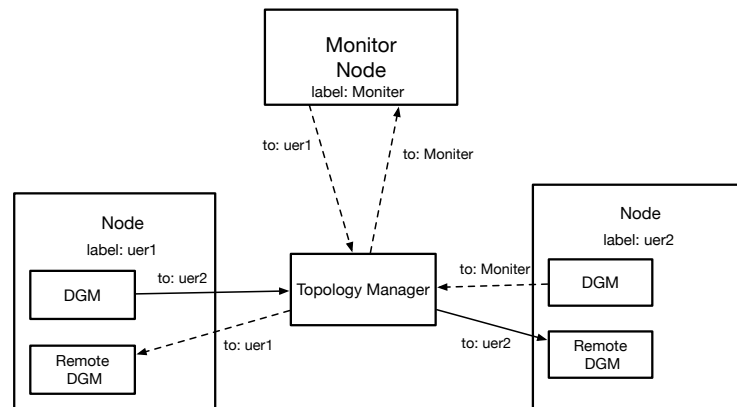 Monitor
Node
label: Moniter
to: uer1
to: Moniter
Node
label: uer1
DGM
to: uer2
Remote
DGM
to: uer1
Topology Manager
Node
label: uer2
to: Moniter
DGM
to: uer2
Remote
DGM